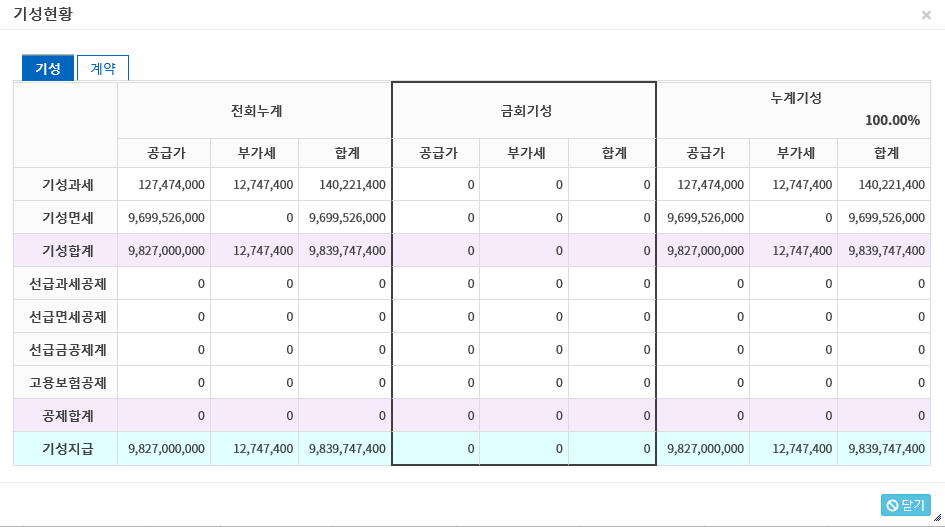 기성현황
×
기성 계약
전회누계 금회기성 누계기성
100.00%
공급가 부가세 합계 공급가 부가세 합계 공급가 부가세 합계
기성과세 127,474,000 12,747,400 140,221,400 0 0 0 127,474,000 12,747,400 140,221,400
기성면세 9,699,526,000 0 9,699,526,000 0 0 0 9,699,526,000 0 9,699,526,000
기성합계 9,827,000,000 12,747,400 9,839,747,400 0 0 0 9,827,000,000 12,747,400 9,839,747,400
선급과세공제 0 0 0 0 0 0 0 0 0
선급면세공제 0 0 0 0 0 0 0 0 0
선급금공제계 0 0 0 0 0 0 0 0 0
고용보험공제 0 0 0 0 0 0 0 0 0
공제합계 0 0 0 0 0 0 0 0 0
기성지급 9,827,000,000 12,747,400 9,839,747,400 0 0 0 9,827,000,000 12,747,400 9,839,747,400
닫기